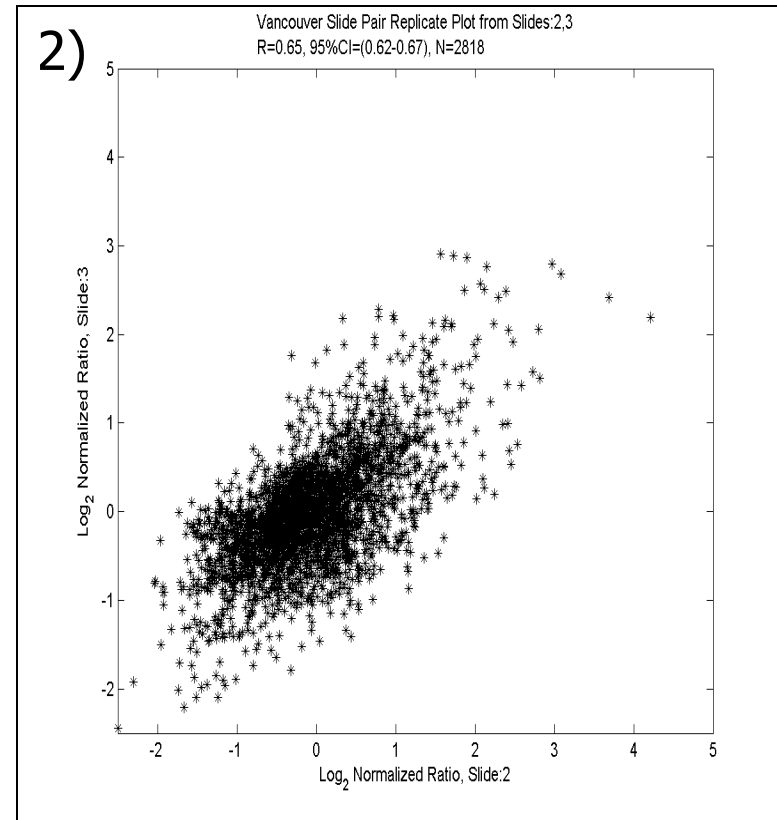 2)
Vancouver Slide Pair Replicate Plot from Slides:2,3
R=0.65, 95%CI=(0.62-0.67), N=2818
5
4
3
2
1
0
-1
-2
Log2 Normalized Ratio, Slide:3
-2 -1 0 1 2 3 4 5
Log2 Normalized Ratio, Slide:2